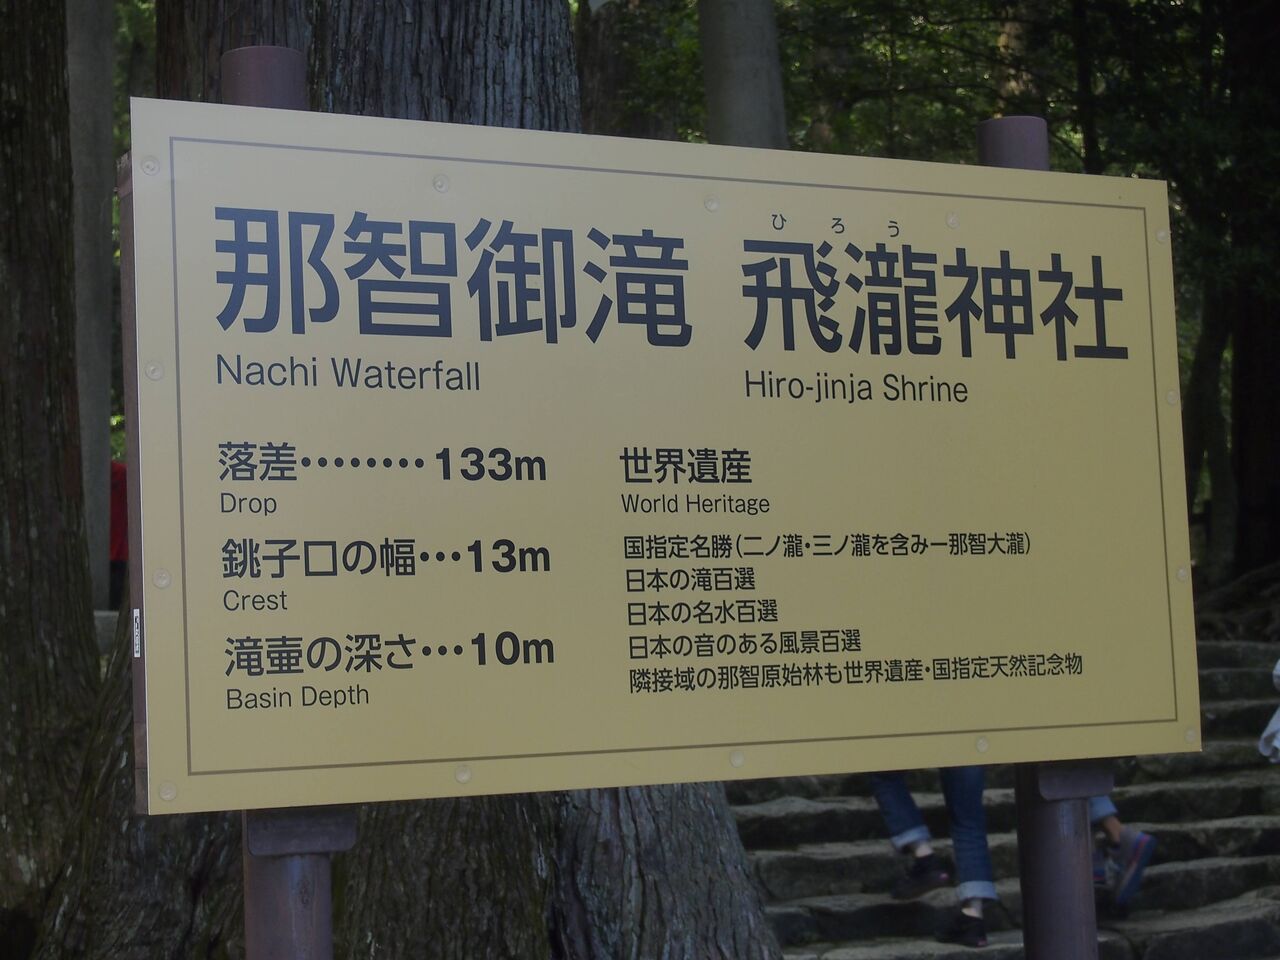 那智御滝 飛瀧神社
ひろう
Nachi Waterfall
Hiro-jinja Shrine
落差········133m
Drop
銚子口の幅···13m
Crest
滝壷の深さ···10m
Basin Depth
世界遺産
World Heritage
国指定名勝(二ノ瀧・三ノ瀧を含み一那智大瀧)
日本の滝百選
日本の名水百選
日本の音のある風景百選
隣接域の那智原始林も世界遺産・国指定天然記念物